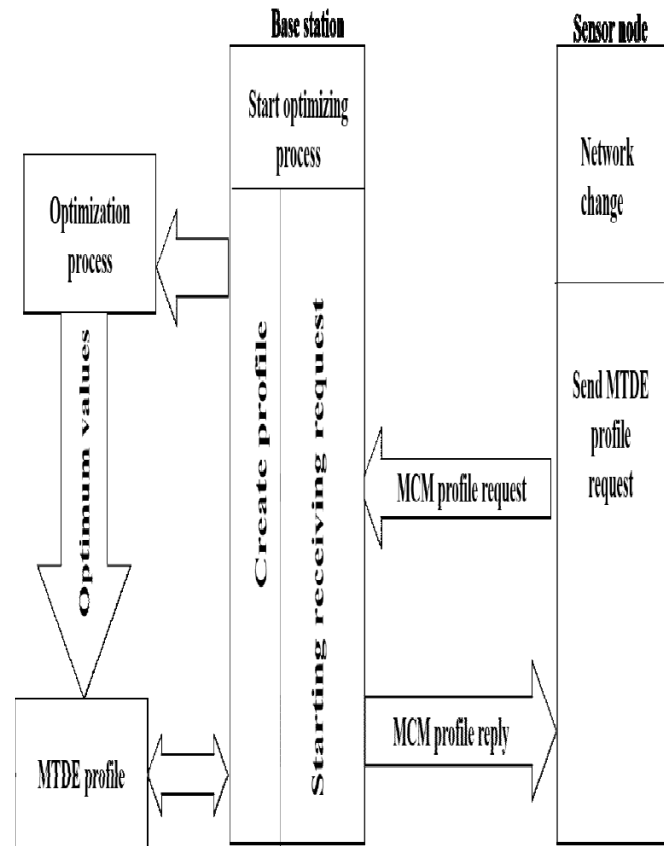 Base station
Sensor node
Start optimizing
process
Network
change
Optimization
process
Optimum values
Create profile
Starting receiving request
Send MTDE
profile
request
MCM profile request
MCM profile reply
MTDE profile